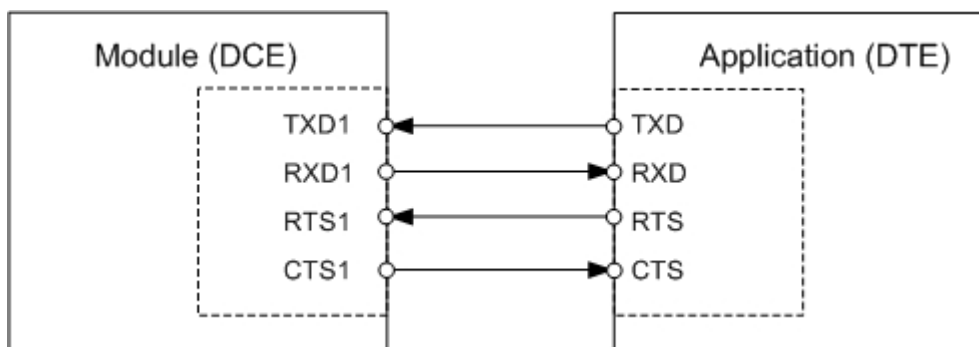 Module (DCE)
Application (DTE)
TXD1
TXD
RXD1
RXD
RTS1
RTS
CTS1
CTS